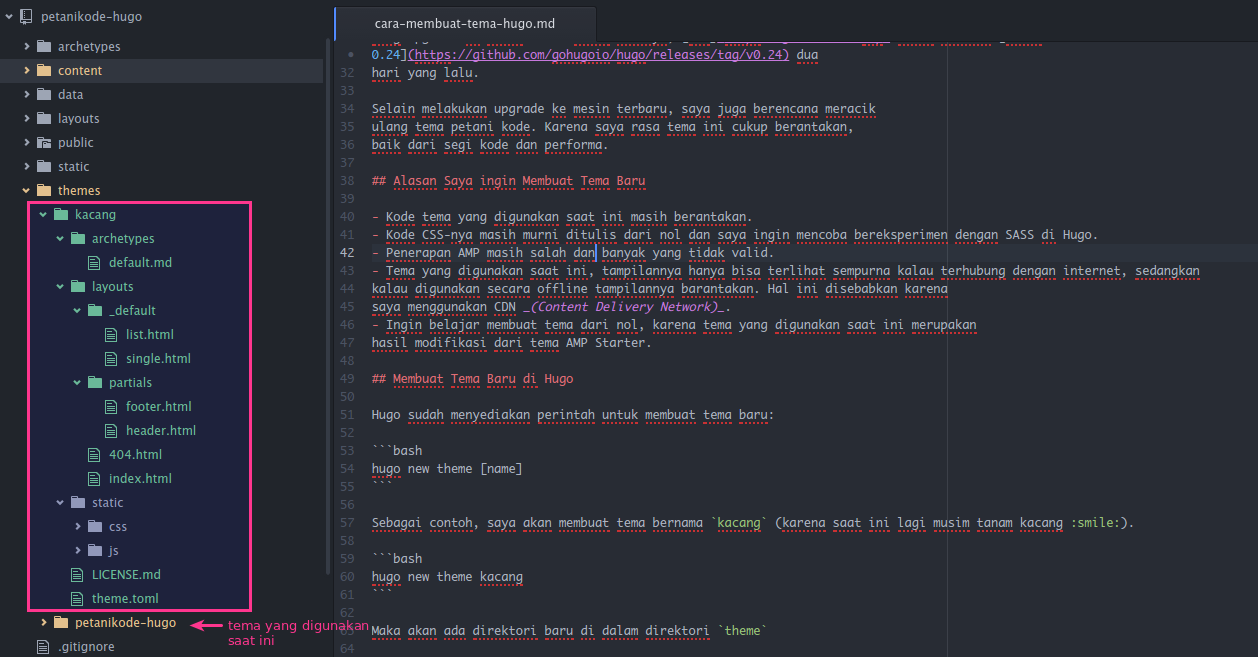 petanikode-hugo
archetypes
content
data
layouts
public
static
themes
kacang
archetypes
default.md
layouts
_default
list.html
single.html
partials
footer.html
header.html
404.html
index.html
static
css
js
LICENSE.md
theme.toml
petanikode-hugo
tema yang digunakan
saat ini
.gitignore
cara-membuat-tema-hugo.md
0.24](https://github.com/gohugoio/hugo/releases/tag/v0.24) dua
32 hari yang lalu.
33
34 Selain melakukan upgrade ke mesin terbaru, saya juga berencana meracik
35 ulang tema petani kode. Karena saya rasa tema ini cukup berantakan,
36 baik dari segi kode dan performa.
37
38 ## Alasan Saya ingin Membuat Tema Baru
39
40 - Kode tema yang digunakan saat ini masih berantakan.
41 - Kode CSS-nya masih murni ditulis dari nol dan saya ingin mencoba bereksperimen dengan SASS di Hugo.
42 - Penerapan AMP masih salah dan banyak yang tidak valid.
43 - Tema yang digunakan saat ini, tampilannya hanya bisa terlihat sempurna kalau terhubung dengan internet, sedangkan
44 kalau digunakan secara offline tampilannya barantakan. Hal ini disebabkan karena
45 saya menggunakan CDN _(Content Delivery Network)_.
46 - Ingin belajar membuat tema dari nol, karena tema yang digunakan saat ini merupakan
47 hasil modifikasi dari tema AMP Starter.
48
49 ## Membuat Tema Baru di Hugo
50
51 Hugo sudah menyediakan perintah untuk membuat tema baru:
52
53 ```bash
54 hugo new theme [name]
55 ```
56
57 Sebagai contoh, saya akan membuat tema bernama `kacang` (karena saat ini lagi musim tanam kacang :smile:).
58
59 ```bash
60 hugo new theme kacang
61 ```
62
63 Maka akan ada direktori baru di dalam direktori `theme`
64